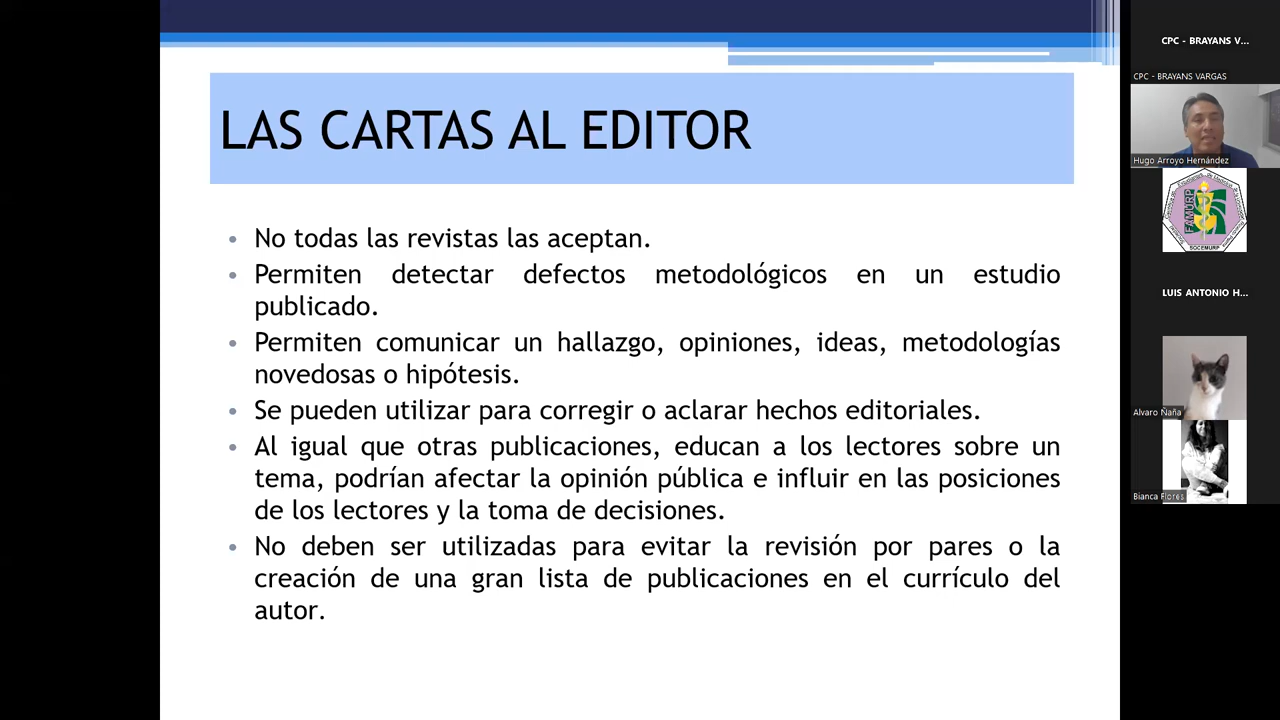 LAS CARTAS AL EDITOR
No todas las revistas las aceptan.
Permiten detectar defectos metodológicos en un estudio
publicado.
Permiten comunicar un hallazgo, opiniones, ideas, metodologías
novedosas o hipótesis.
Se pueden utilizar para corregir o aclarar hechos editoriales.
Al igual que otras publicaciones, educan a los lectores sobre un
tema, podrían afectar la opinión pública e influir en las posiciones
de los lectores y la toma de decisiones.
No deben ser utilizadas para evitar la revisión por pares o la
creación de una gran lista de publicaciones en el currículo del
autor.
CPC - BRAYANS V...
CPC - BRAYANS VARGAS
Hugo Arroyo Hernández
FAMURP
SOCEMURP
LUIS ANTONIO H...
Alvaro Ñaña
Bianca Flores